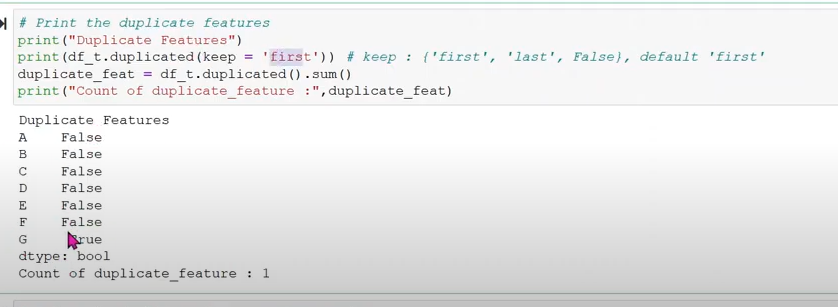 # Print the duplicate features
print("Duplicate Features")
print(df_t.duplicated(keep = 'first')) # keep : {'first', 'last', False}, default 'first'
duplicate_feat = df_t.duplicated().sum()
print("Count of duplicate_feature :",duplicate_feat)
Duplicate Features
A False
B False
C False
D False
E False
F False
G True
dtype: bool
Count of duplicate_feature : 1